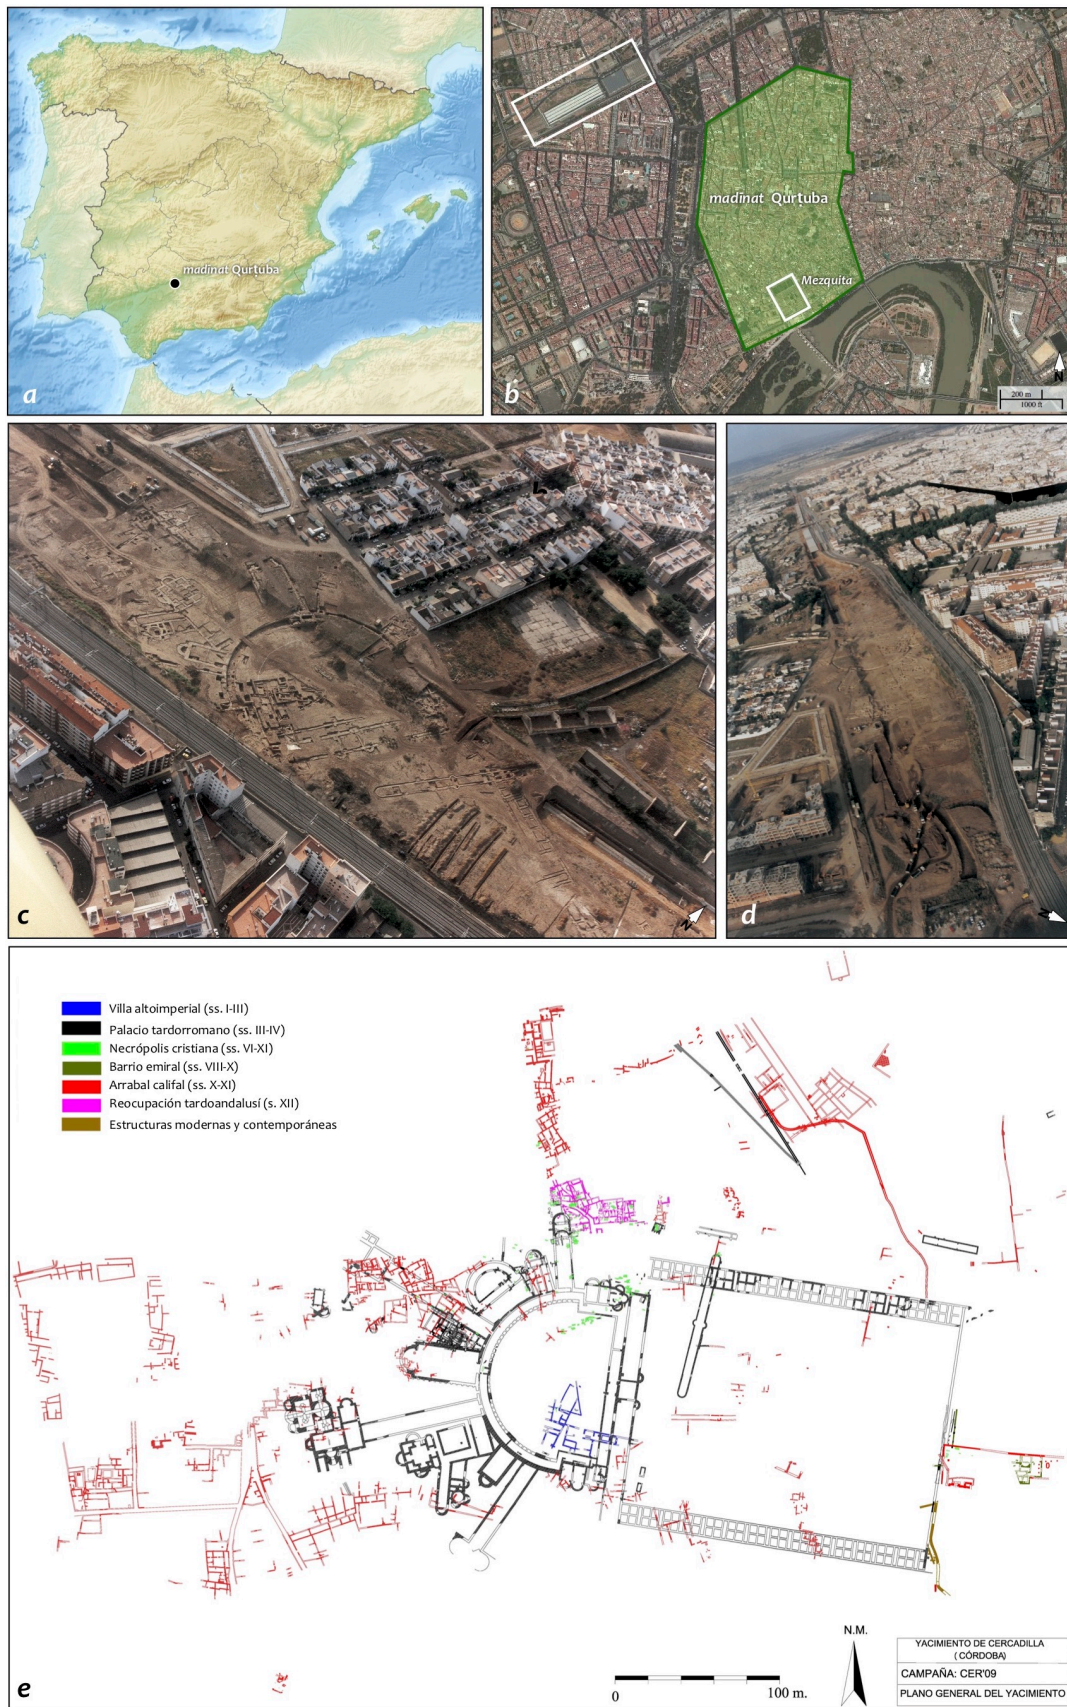 madinat Qurṭuba
a
madinat Qurṭuba
Mezquita
N
200 m
1000 ft
b
c
N
d
N
Villa altoimperial (ss. I-III)
Palacio tardorromano (ss. III-IV)
Necrópolis cristiana (ss. VI-XI)
Barrio emiral (ss. VIII-X)
Arrabal califal (ss. X-XI)
Reocupación tardoandalusí (s. XII)
Estructuras modernas y contemporáneas
N.M.
0
100 m.
YACIMIENTO DE CERCADILLA
( CÓRDOBA)
CAMPAÑA: CER'09
PLANO GENERAL DEL YACIMIENTO
e